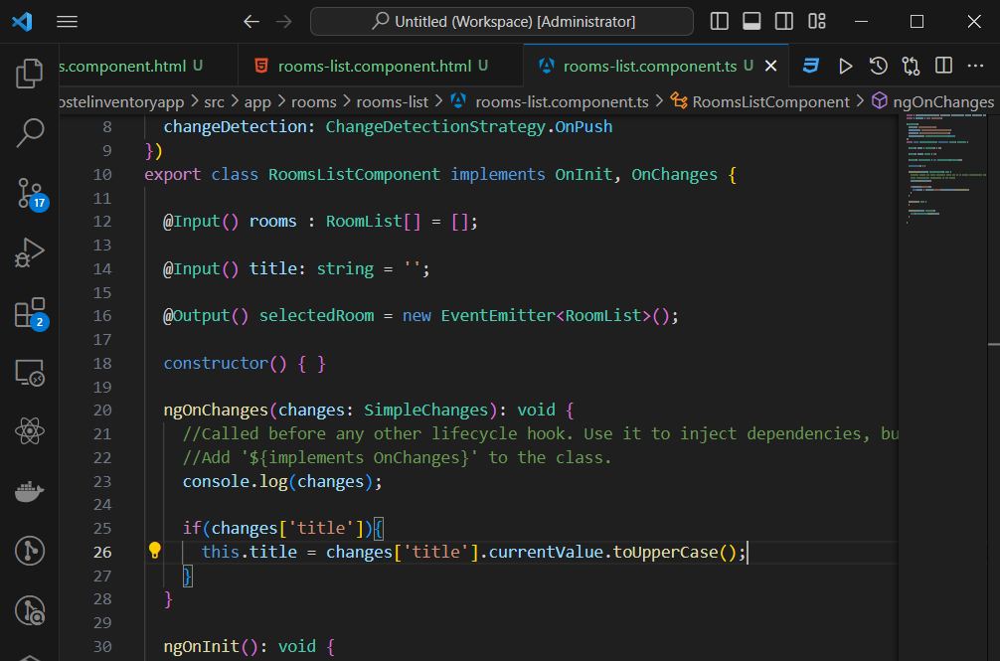 Untitled (Workspace) [Administrator]
s.component.html U
rooms-list.component.html U
rooms-list.component.ts U
ostelinventoryapp > src > app > rooms > rooms-list > rooms-list.component.ts > RoomsListComponent > ngOnChanges
8 changeDetection: ChangeDetectionStrategy.OnPush
9 })
10 export class RoomsListComponent implements OnInit, OnChanges {
11
12 @Input() rooms : RoomList[] = [];
13
14 @Input() title: string = '';
15
16 @Output() selectedRoom = new EventEmitter<RoomList>();
17
18 constructor() { }
19
20 ngOnChanges(changes: SimpleChanges): void {
21 //Called before any other lifecycle hook. Use it to inject dependencies, bu
22 //Add '${implements OnChanges}' to the class.
23 console.log(changes);
24
25 if(changes['title']){
26 this.title = changes['title'].currentValue.toUpperCase();
27 }
28 }
29
30 ngOnInit(): void {
17
2